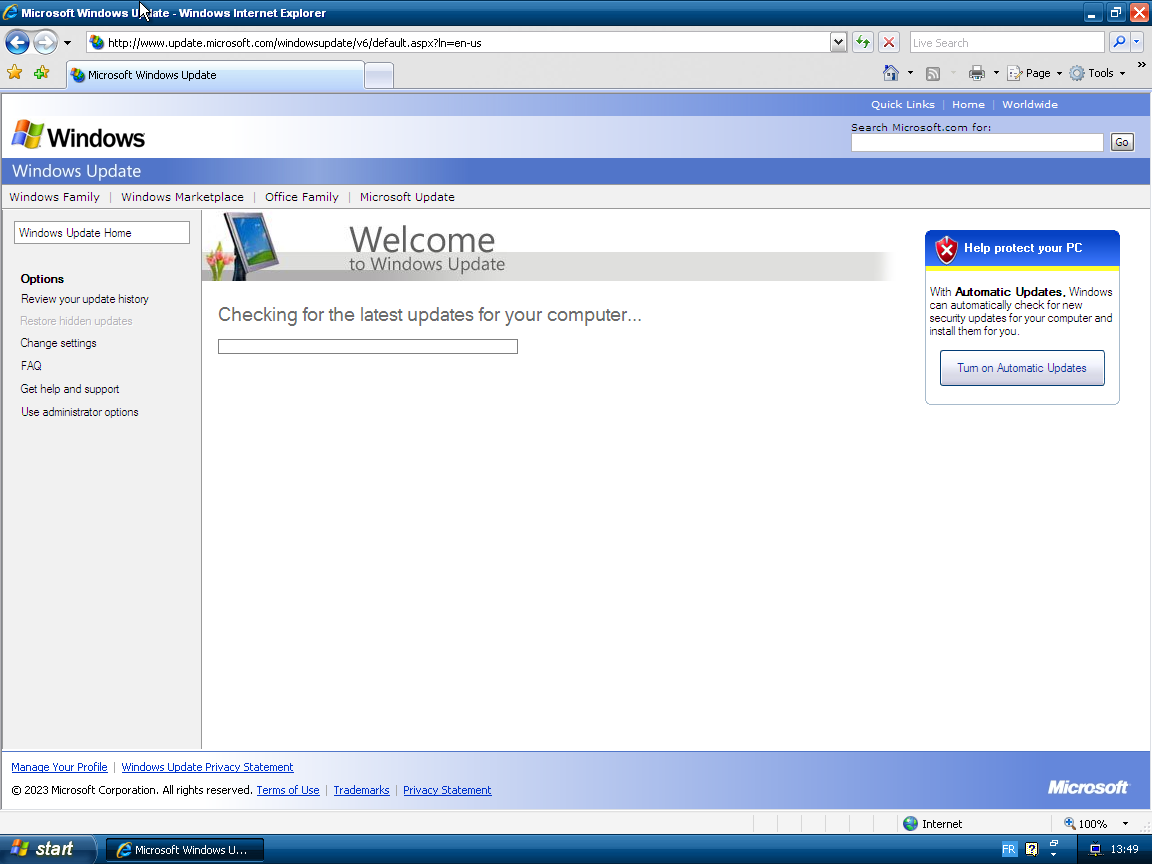 Microsoft Windows Update - Windows Internet Explorer
http://www.update.microsoft.com/windowsupdate/v6/default.aspx?ln=en-us
Live Search
Microsoft Windows Update
Page
Tools
Quick Links | Home | Worldwide
Windows
Search Microsoft.com for:
Go
Windows Update
Windows Family | Windows Marketplace | Office Family | Microsoft Update
Windows Update Home
Options
Review your update history
Restore hidden updates
Change settings
FAQ
Get help and support
Use administrator options
Welcome
to Windows Update
Checking for the latest updates for your computer...
Help protect your PC
With Automatic Updates, Windows
can automatically check for new
security updates for your computer and
install them for you.
Turn on Automatic Updates
Manage Your Profile | Windows Update Privacy Statement
© 2023 Microsoft Corporation. All rights reserved. Terms of Use | Trademarks | Privacy Statement
Microsoft
Internet
100%
start
Microsoft Windows U...
FR
13:49